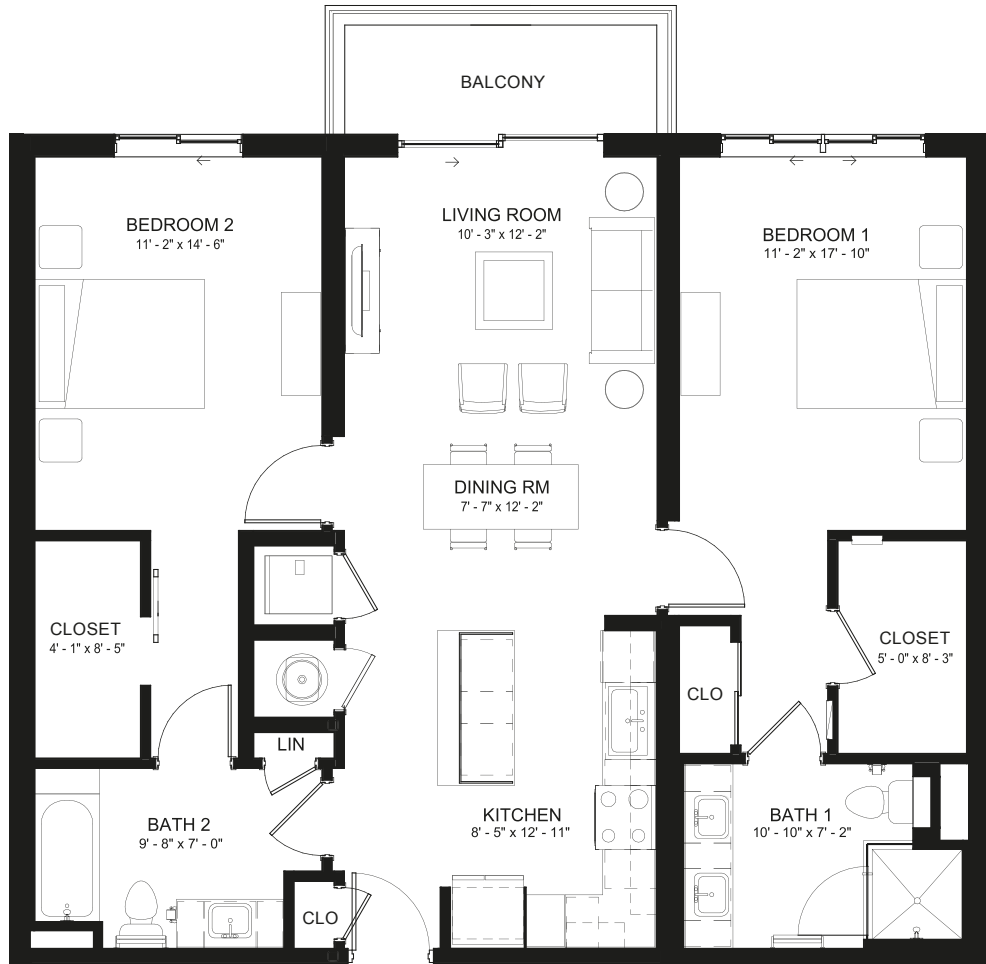 BALCONY
BEDROOM 2
11' - 2" x 14' - 6"
LIVING ROOM
10' - 3" x 12' - 2"
BEDROOM 1
11' - 2" x 17' - 10"
DINING RM
7' - 7" x 12' - 2"
CLOSET
4' - 1" x 8' - 5"
CLOSET
5' - 0" x 8' - 3"
CLO
LIN
KITCHEN
8' - 5" x 12' - 11"
BATH 2
9' - 8" x 7' - 0"
BATH 1
10' - 10" x 7' - 2"
CLO